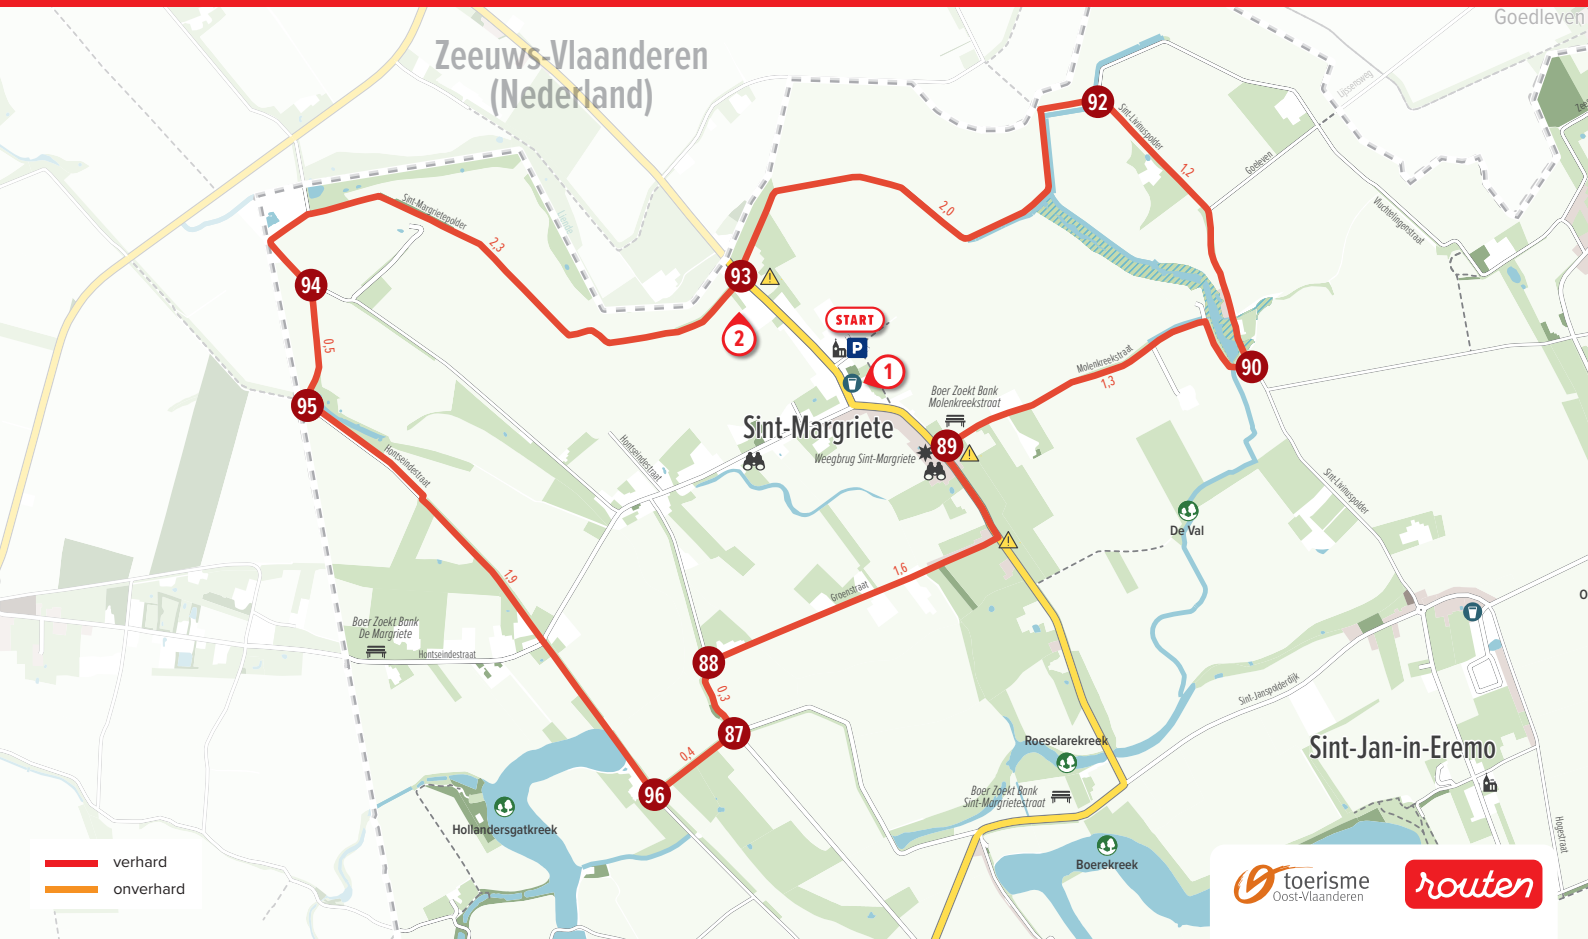 Goedleven
Zeeuws-Vlaanderen
(Nederland)
IJssensweg
92
Sint-Livinuspolder
1,2
Goeleven
Vluchtelingenstraat
Sint-Margrietepolder
2,3
2,0
94
93
2
START
P
1
0,5
95
90
Molenkreekstraat
1,3
Boer Zoekt Bank
Molenkreekstraat
Sint-Margriete
89
Weegbrug Sint-Margriete
Hontseindestraat
Hontseindestraat
Sint-Livinuspolder
De Val
1,9
1,6
Groenstraat
Boer Zoekt Bank
De Margriete
Hontseindestraat
88
0,3
87
0,4
96
Sint-Janspolderdijk
Roeselarekreek
Sint-Jan-in-Eremo
Boer Zoekt Bank
Sint-Margrietestraat
Hollandersgatkreek
Boerekreek
Hogestraat
verhard
onverhard
toerisme
Oost-Vlaanderen
routen